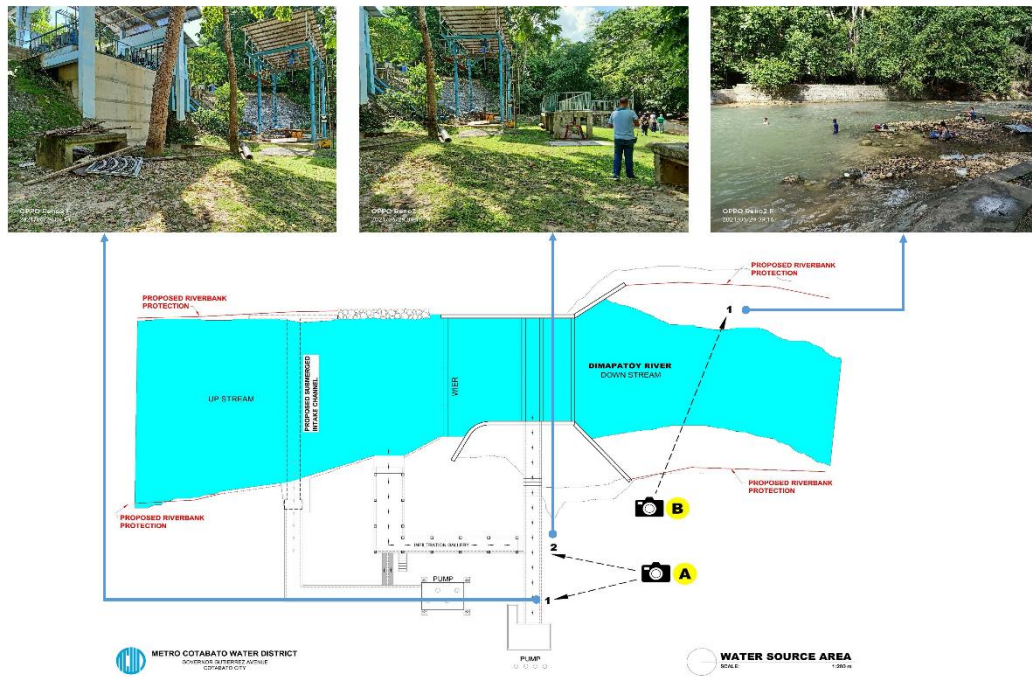 OPPO Reno2 F
OPPO Reno2 F
OPPO Reno2 F
PROPOSED RIVERBANK
PROTECTION
PROPOSED RIVERBANK
PROTECTION
1
DIMAPATOY RIVER
DOWN STREAM
UP STREAM
PROPOSED SUBMERGED
INTAKE CHANNEL
WIER
PROPOSED RIVERBANK
PROTECTION
PROPOSED RIVERBANK
PROTECTION
B
2
INFILTRATION GALLERY
A
PUMP
1
METRO COTABATO WATER DISTRICT
GOVERNOR GUTIERREZ AVENUE
COTABATO CITY
PUMP
WATER SOURCE AREA
SCALE: